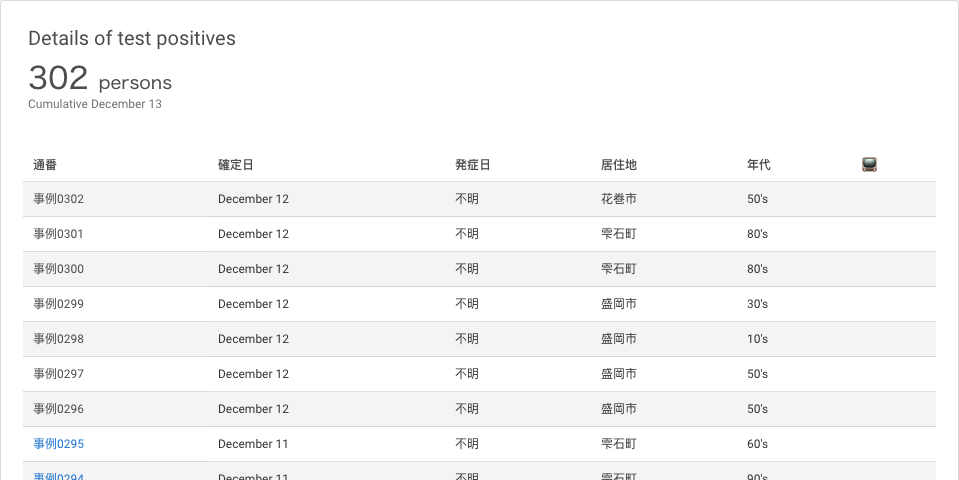 Details of test positives
302 persons
Cumulative December 13
通番 確定日 発症日 居住地 年代
事例0302 December 12 不明 花巻市 50's
事例0301 December 12 不明 雫石町 80's
事例0300 December 12 不明 雫石町 80's
事例0299 December 12 不明 盛岡市 30's
事例0298 December 12 不明 盛岡市 10's
事例0297 December 12 不明 盛岡市 50's
事例0296 December 12 不明 盛岡市 50's
事例0295 December 11 不明 雫石町 60's
事例0294 December 11 不明 雫石町 90's